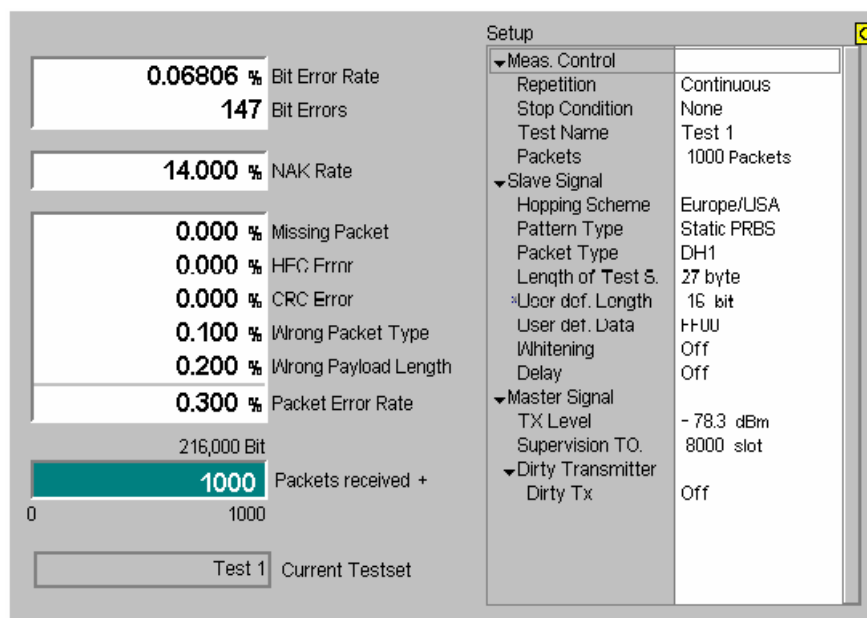 0.06806 % Bit Error Rate
147 Bit Errors
14.000 % NAK Rate
0.000 % Missing Packet
0.000 % HEC Error
0.000 % CRC Error
0.100 % Wrong Packet Type
0.200 % Wrong Payload Length
0.300 % Packet Error Rate
216,000 Bit
1000 Packets received +
0 1000
Test 1 Current Testset
Setup
Meas. Control
Repetition Continuous
Stop Condition None
Test Name Test 1
Packets 1000 Packets
Slave Signal
Hopping Scheme Europe/USA
Pattern Type Static PRBS
Packet Type DH1
Length of Test S. 27 byte
*User def. Length 16 bit
User def. Data FF00
Whitening Off
Delay Off
Master Signal
TX Level - 78.3 dBm
Supervision TO. 8000 slot
Dirty Transmitter
Dirty Tx Off